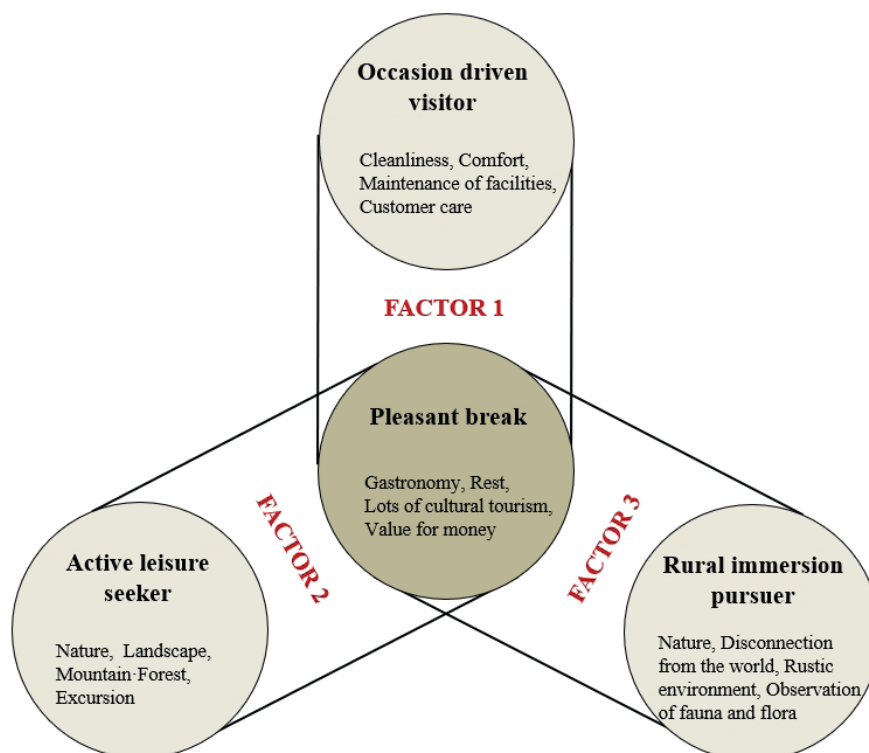 Occasion driven
visitor
Cleanliness, Comfort,
Maintenance of facilities,
Customer care
FACTOR 1
Pleasant break
Gastronomy, Rest,
Lots of cultural tourism,
Value for money
FACTOR 2
FACTOR 3
Active leisure
seeker
Nature, Landscape,
Mountain·Forest,
Excursion
Rural immersion
pursuer
Nature, Disconnection
from the world, Rustic
environment, Observation
of fauna and flora